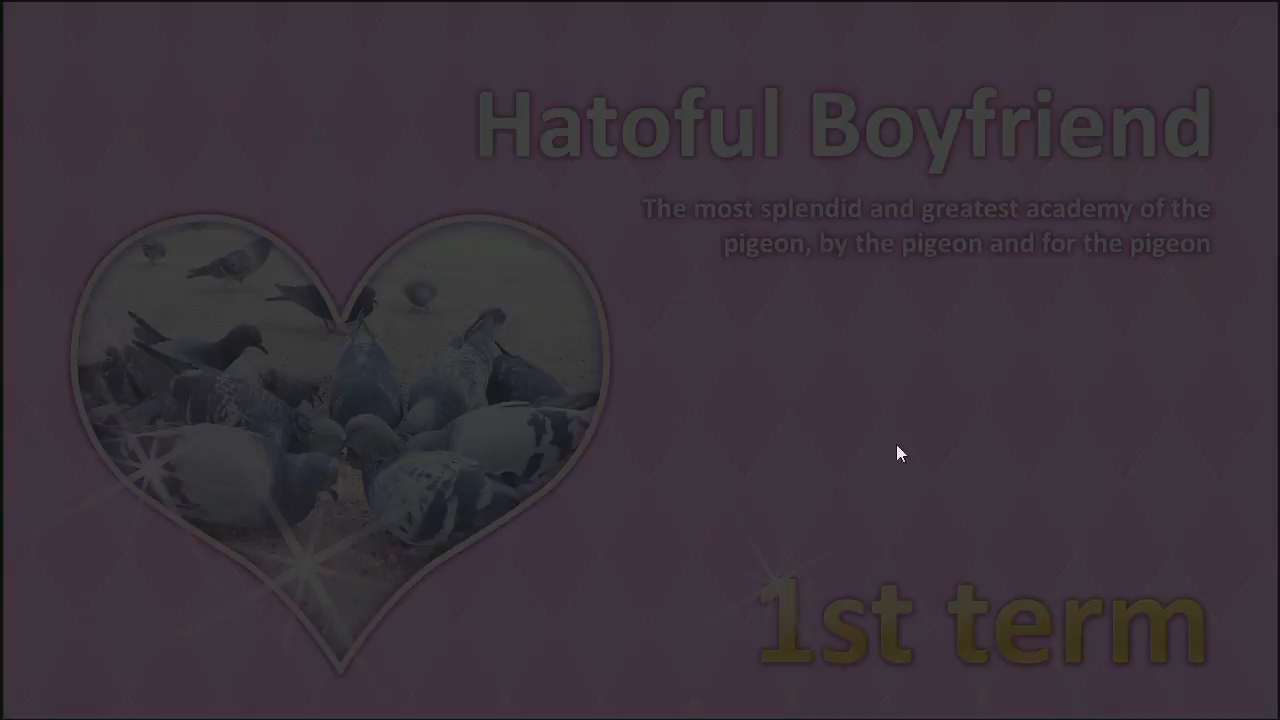 Hatoful Boyfriend
The most splendid and greatest academy of the
pigeon, by the pigeon and for the pigeon
1st term